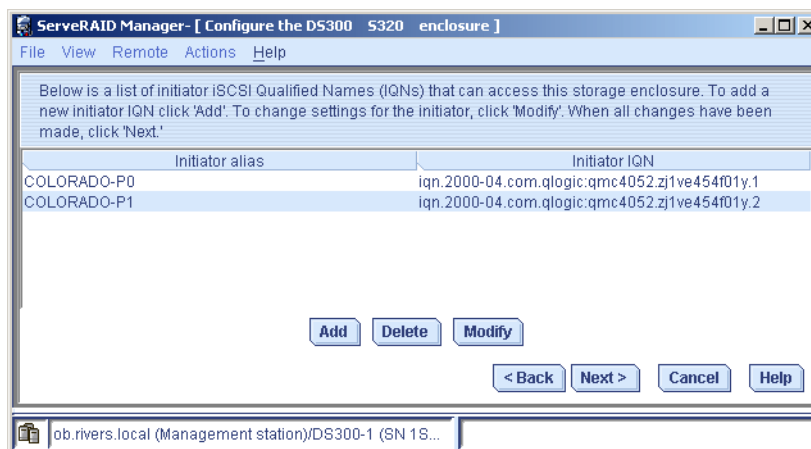 ServeRAID Manager- [ Configure the DS300 S320 enclosure ]
File View Remote Actions Help
Below is a list of initiator iSCSI Qualified Names (IQNs) that can access this storage enclosure. To add a
new initiator IQN click 'Add'. To change settings for the initiator, click 'Modify'. When all changes have been
made, click 'Next.'
Initiator alias Initiator IQN
COLORADO-P0 iqn.2000-04.com.qlogic:qmc4052.zj1ve454f01y.1
COLORADO-P1 iqn.2000-04.com.qlogic:qmc4052.zj1ve454f01y.2
Add Delete Modify
< Back Next > Cancel Help
ob.rivers.local (Management station)/DS300-1 (SN 1S...